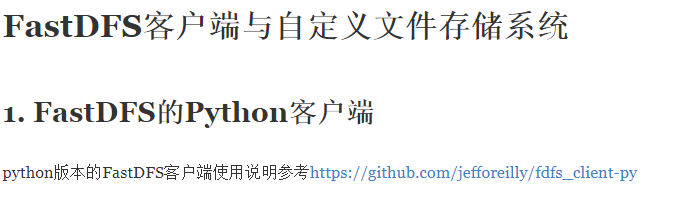 FastDFS客户端与自定义文件存储系统
1. FastDFS的Python客户端
python版本的FastDFS客户端使用说明参考https://github.com/jefforeilly/fdfs_client-py